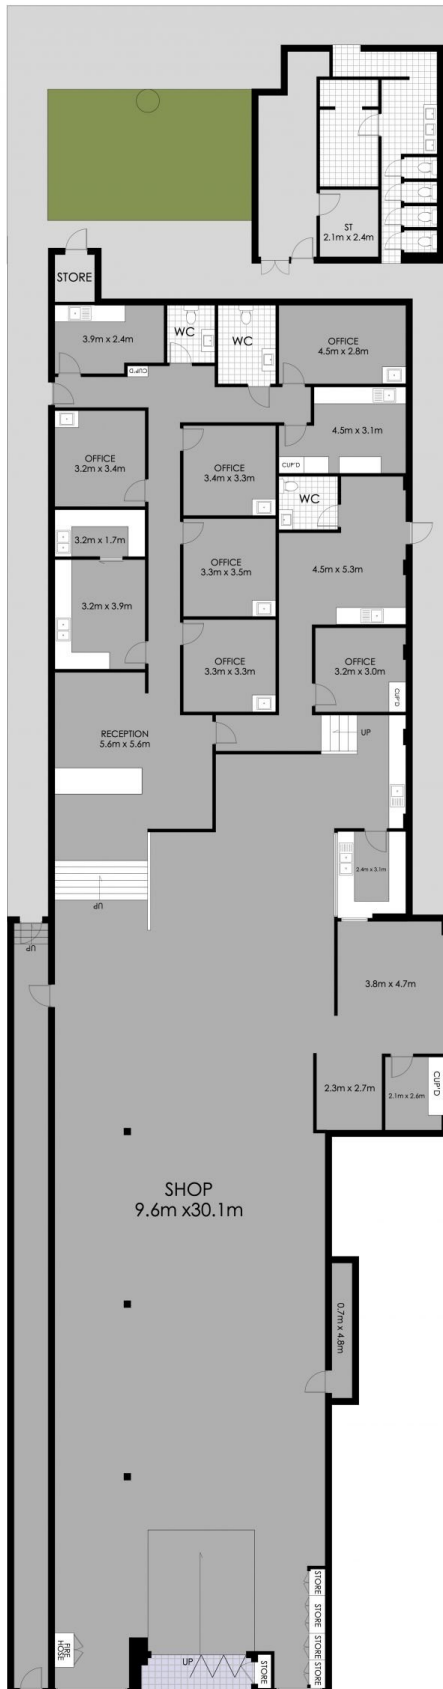 ST
2.1m x 2.4m
STORE
3.9m x 2.4m
WC
WC
OFFICE
4.5m x 2.8m
CUP'D
OFFICE
3.2m x 3.4m
OFFICE
3.4m x 3.3m
4.5m x 3.1m
CUP'D
WC
3.2m x 1.7m
OFFICE
3.3m x 3.5m
4.5m x 5.3m
3.2m x 3.9m
OFFICE
3.3m x 3.3m
OFFICE
3.2m x 3.0m
CUP'D
RECEPTION
5.6m x 5.6m
UP
2.4m x 3.1m
UP
UP
3.8m x 4.7m
2.3m x 2.7m
2.1m x 2.6m
CUP'D
SHOP
9.6m x30.1m
0.7m x 4.8m
STORE
STORE
STORE
STORE
FIRE
HOSE
UP
STORE